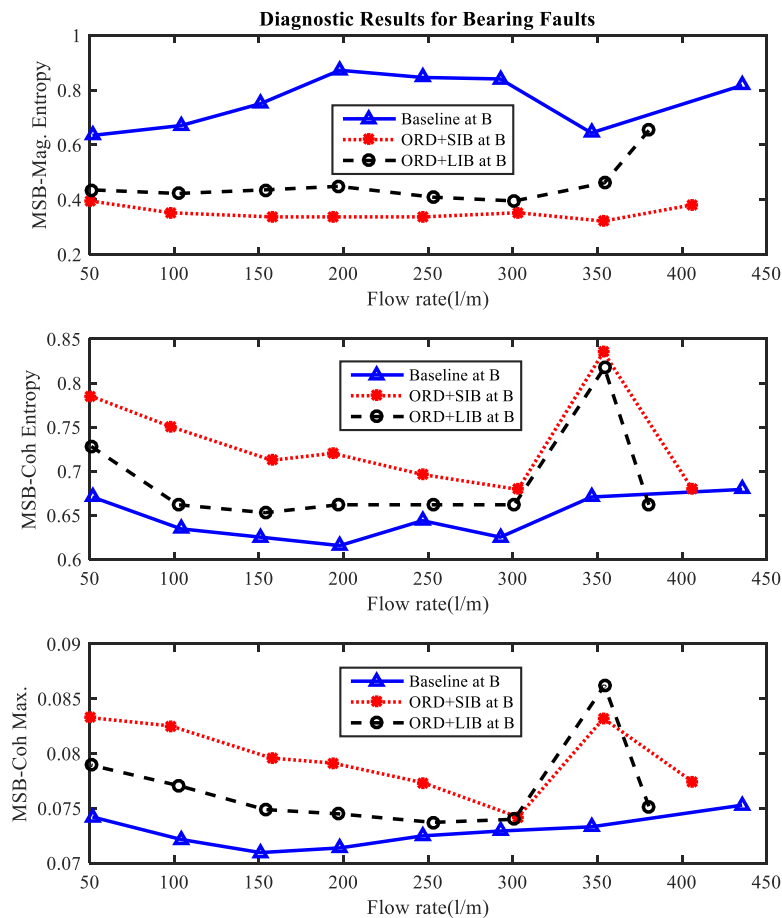 Diagnostic Results for Bearing Faults
MSB-Mag. Entropy
1
0.8
0.6
0.4
0.2
Baseline at B
ORD+SIB at B
ORD+LIB at B
50 100 150 200 250 300 350 400 450
Flow rate(l/m)
MSB-Coh Entropy
0.85
0.8
0.75
0.7
0.65
0.6
Baseline at B
ORD+SIB at B
ORD+LIB at B
50 100 150 200 250 300 350 400 450
Flow rate(l/m)
MSB-Coh Max.
0.09
0.085
0.08
0.075
0.07
Baseline at B
ORD+SIB at B
ORD+LIB at B
50 100 150 200 250 300 350 400 450
Flow rate(l/m)